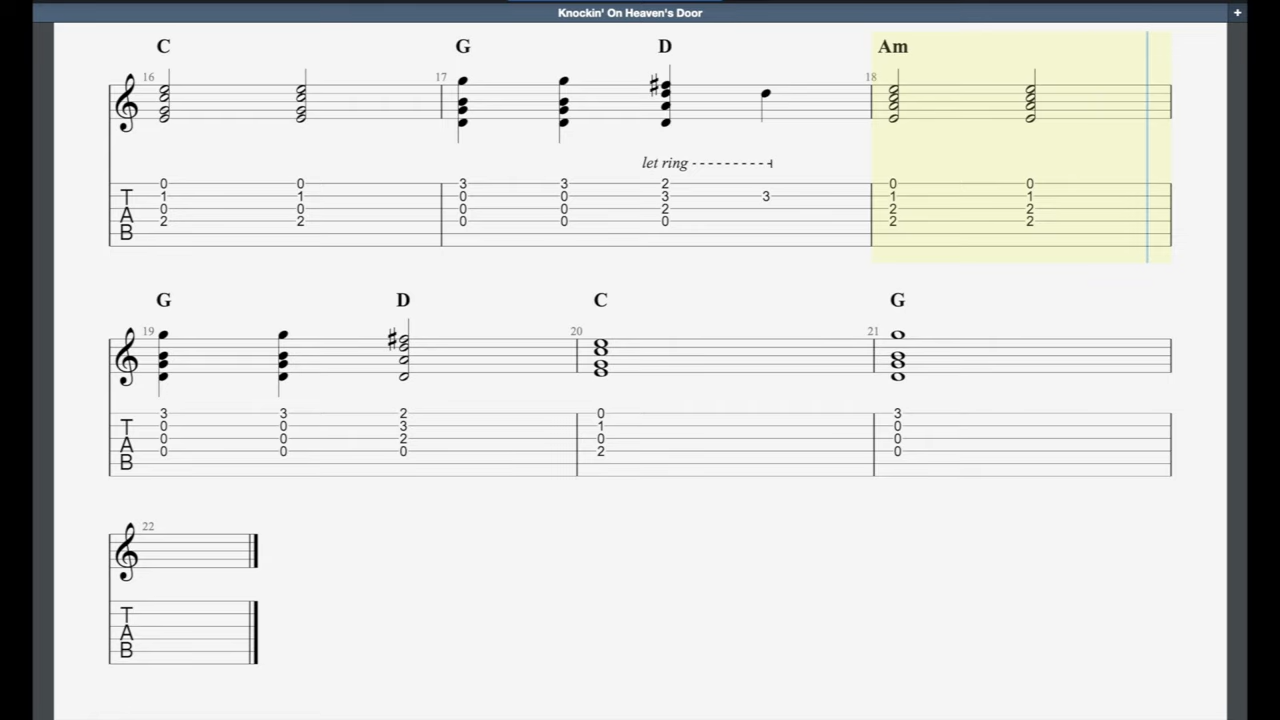 Knockin' On Heaven's Door +
C G D Am
16 17 18
let ring
0 0 3 3 2 0 0
T 1 1 0 0 3 3 1 1
A 0 0 0 0 2 2 2
2 2 0 0 0 2 2
B
G D C G
19 20 21
3 3 2 0 3
T 0 0 3 1 0
A 0 0 2 0 0
0 0 0 2 0
B
22
T
A
B